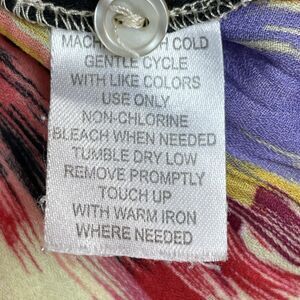 MACH H COLD
GENTLE CYCLE
WITH LIKE COLORS
USE ONLY
NON-CHLORINE
BLEACH WHEN NEEDED
TUMBLE DRY LOW
REMOVE PROMPTLY
TOUCH UP
WITH WARM IRON
WHERE NEEDED